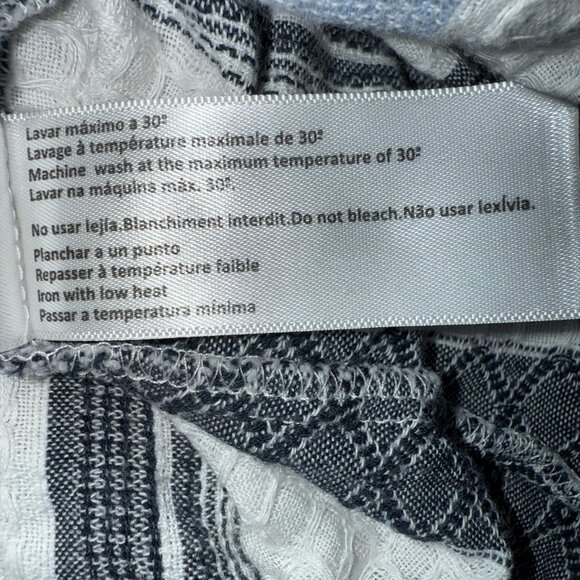 Lavar máximo a 30º
Lavage à température maximale de 30º
Machine wash at the maximum temperature of 30º
Lavar na máquina máx. 30º.
No usar lejía.Blanchiment interdit.Do not bleach.Não usar lexívia.
Planchar a un punto
Repasser à température faible
Iron with low heat
Passar a temperatura mínima